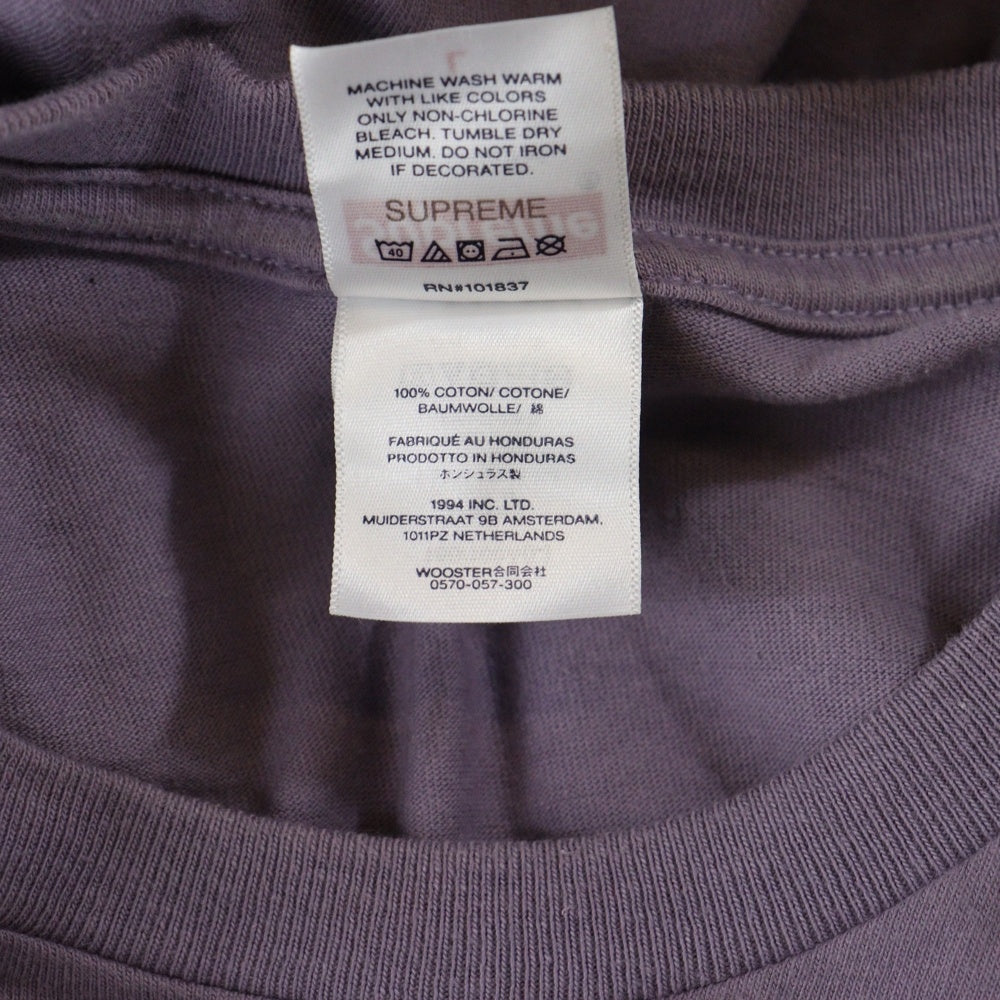 MACHINE WASH WARM
WITH LIKE COLORS
ONLY NON-CHLORINE
BLEACH. TUMBLE DRY
MEDIUM. DO NOT IRON
IF DECORATED.
SUPREME
40
RN#101837
100% COTON/ COTONE/
BAUMWOLLE/ 綿
FABRIQUÉ AU HONDURAS
PRODOTTO IN HONDURAS
ホンジュラス製
1994 INC. LTD.
MUIDERSTRAAT 9B AMSTERDAM,
1011PZ NETHERLANDS
WOOSTER合同会社
0570-057-300